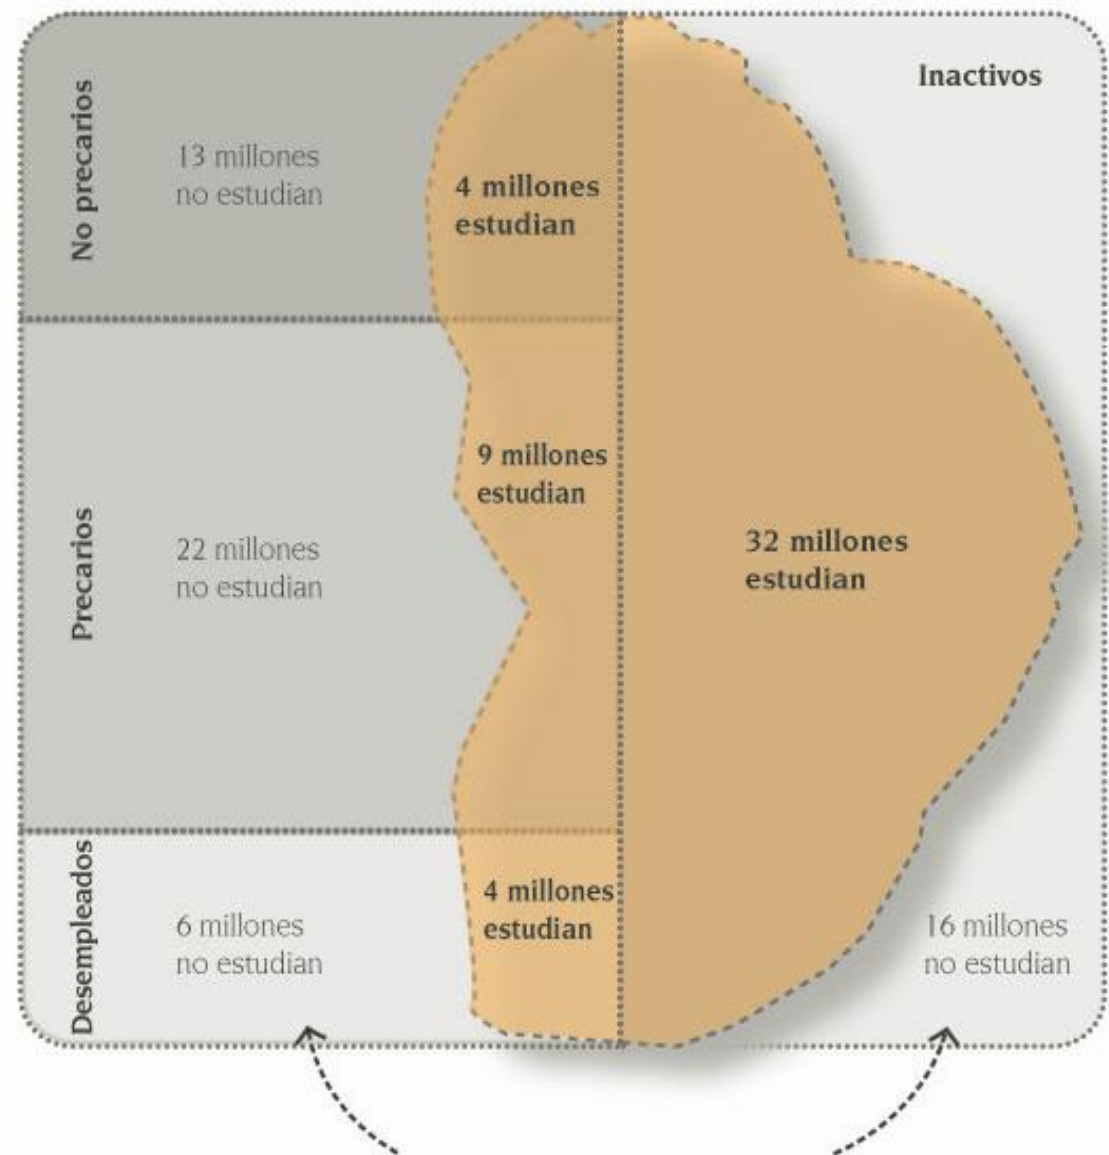 Inactivos
No precarios
13 millones
no estudian
4 millones
estudian
Precarios
22 millones
no estudian
9 millones
estudian
32 millones
estudian
Desempleados
6 millones
no estudian
4 millones
estudian
16 millones
no estudian